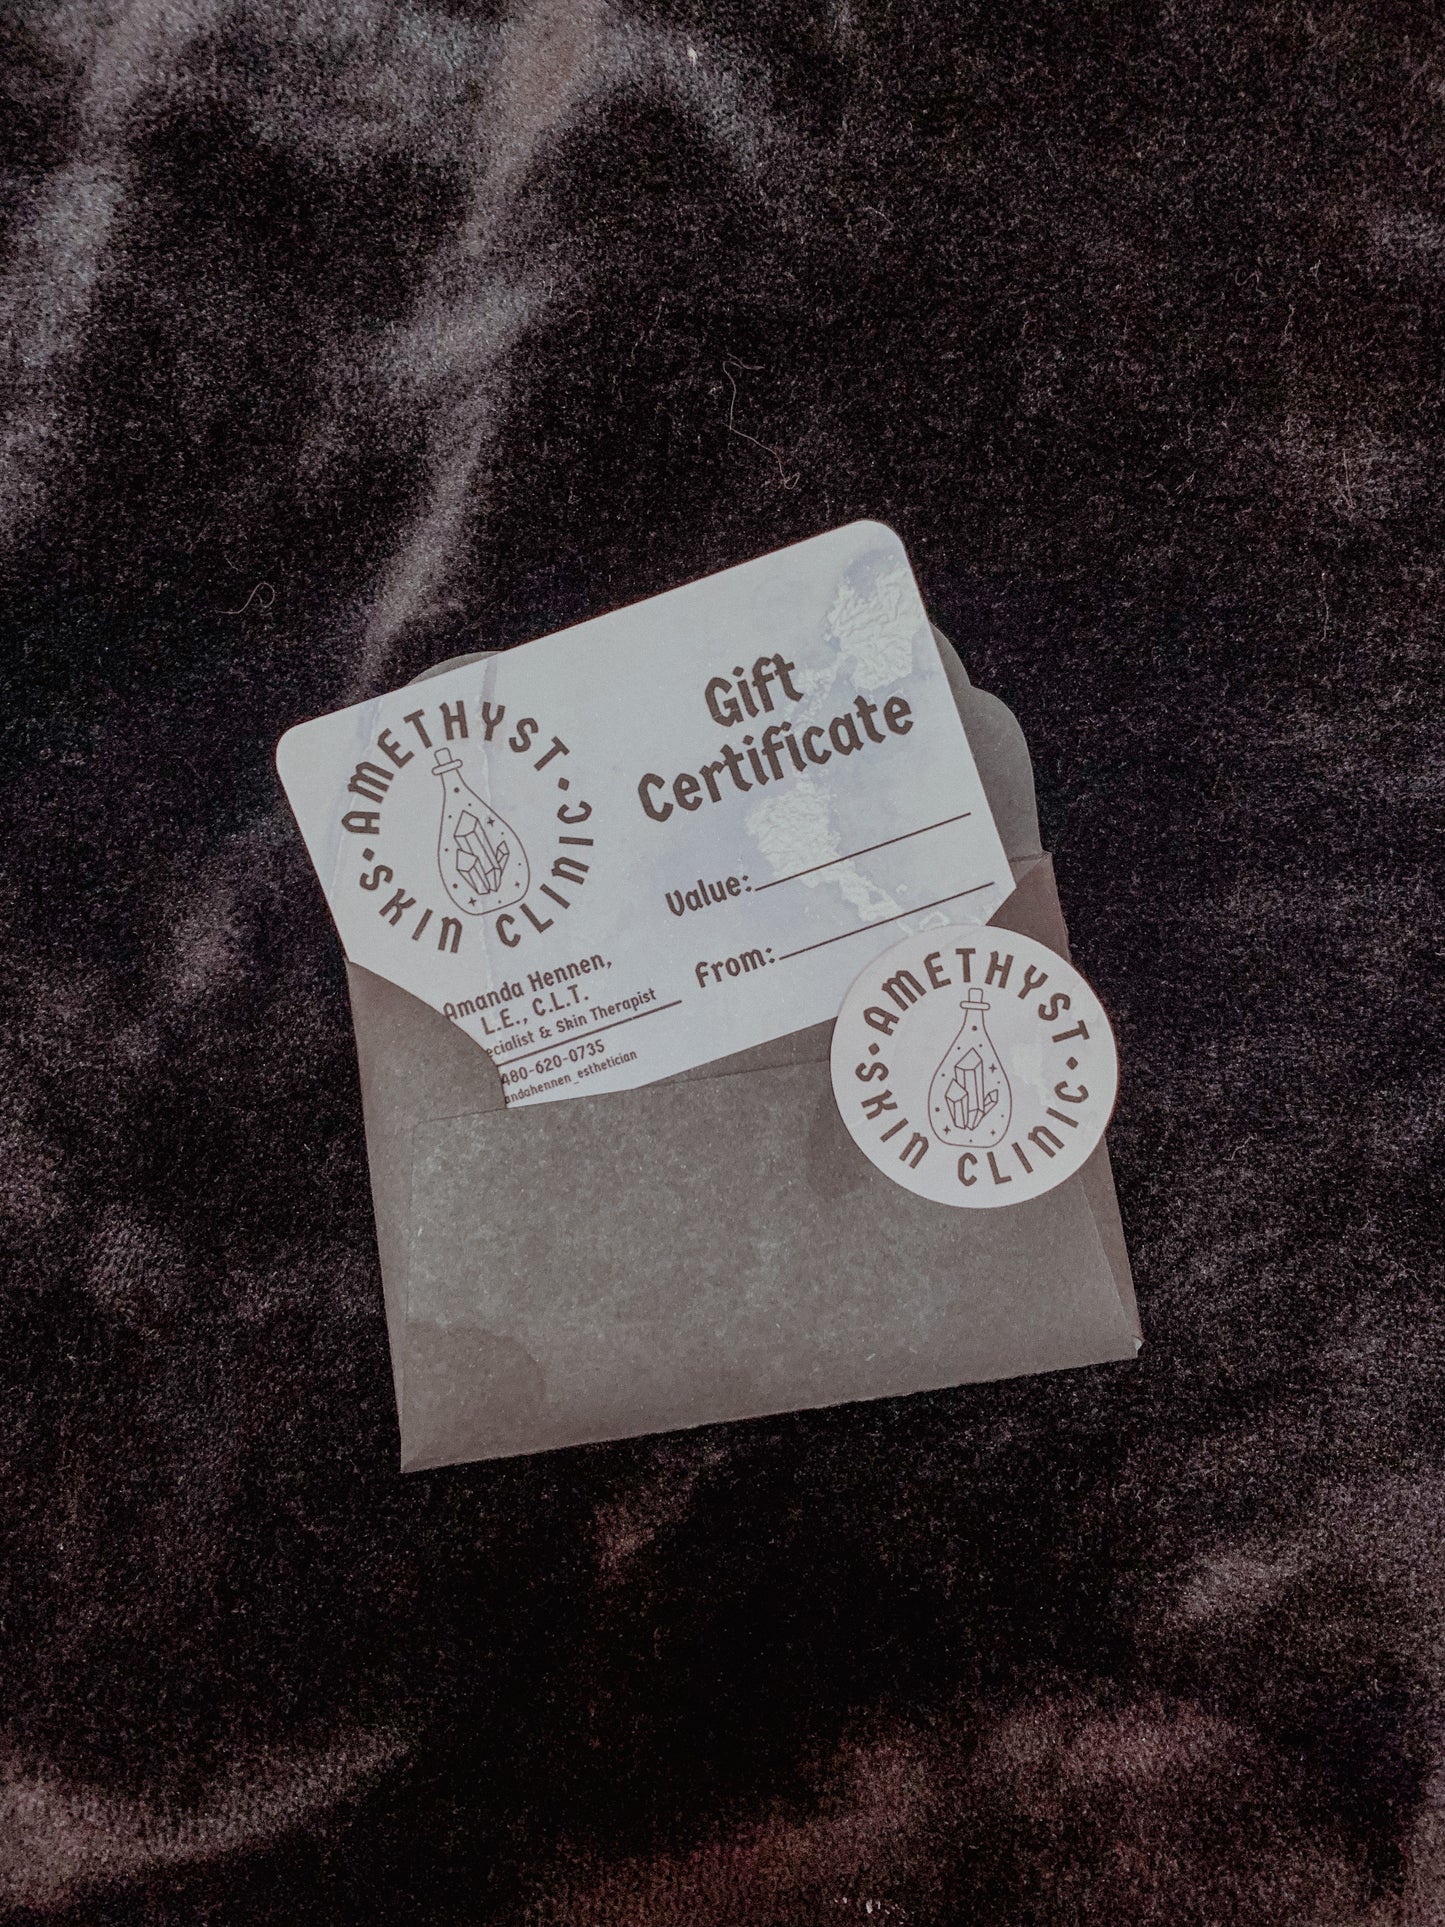 AMETHYST
SKIN CLINIC
Gift
Certificate
Value:
From:
Amanda Hennen,
L.E., C.L.T.
& Skin Therapist
480-620-0735
AMETHYST
SKIN CLINIC